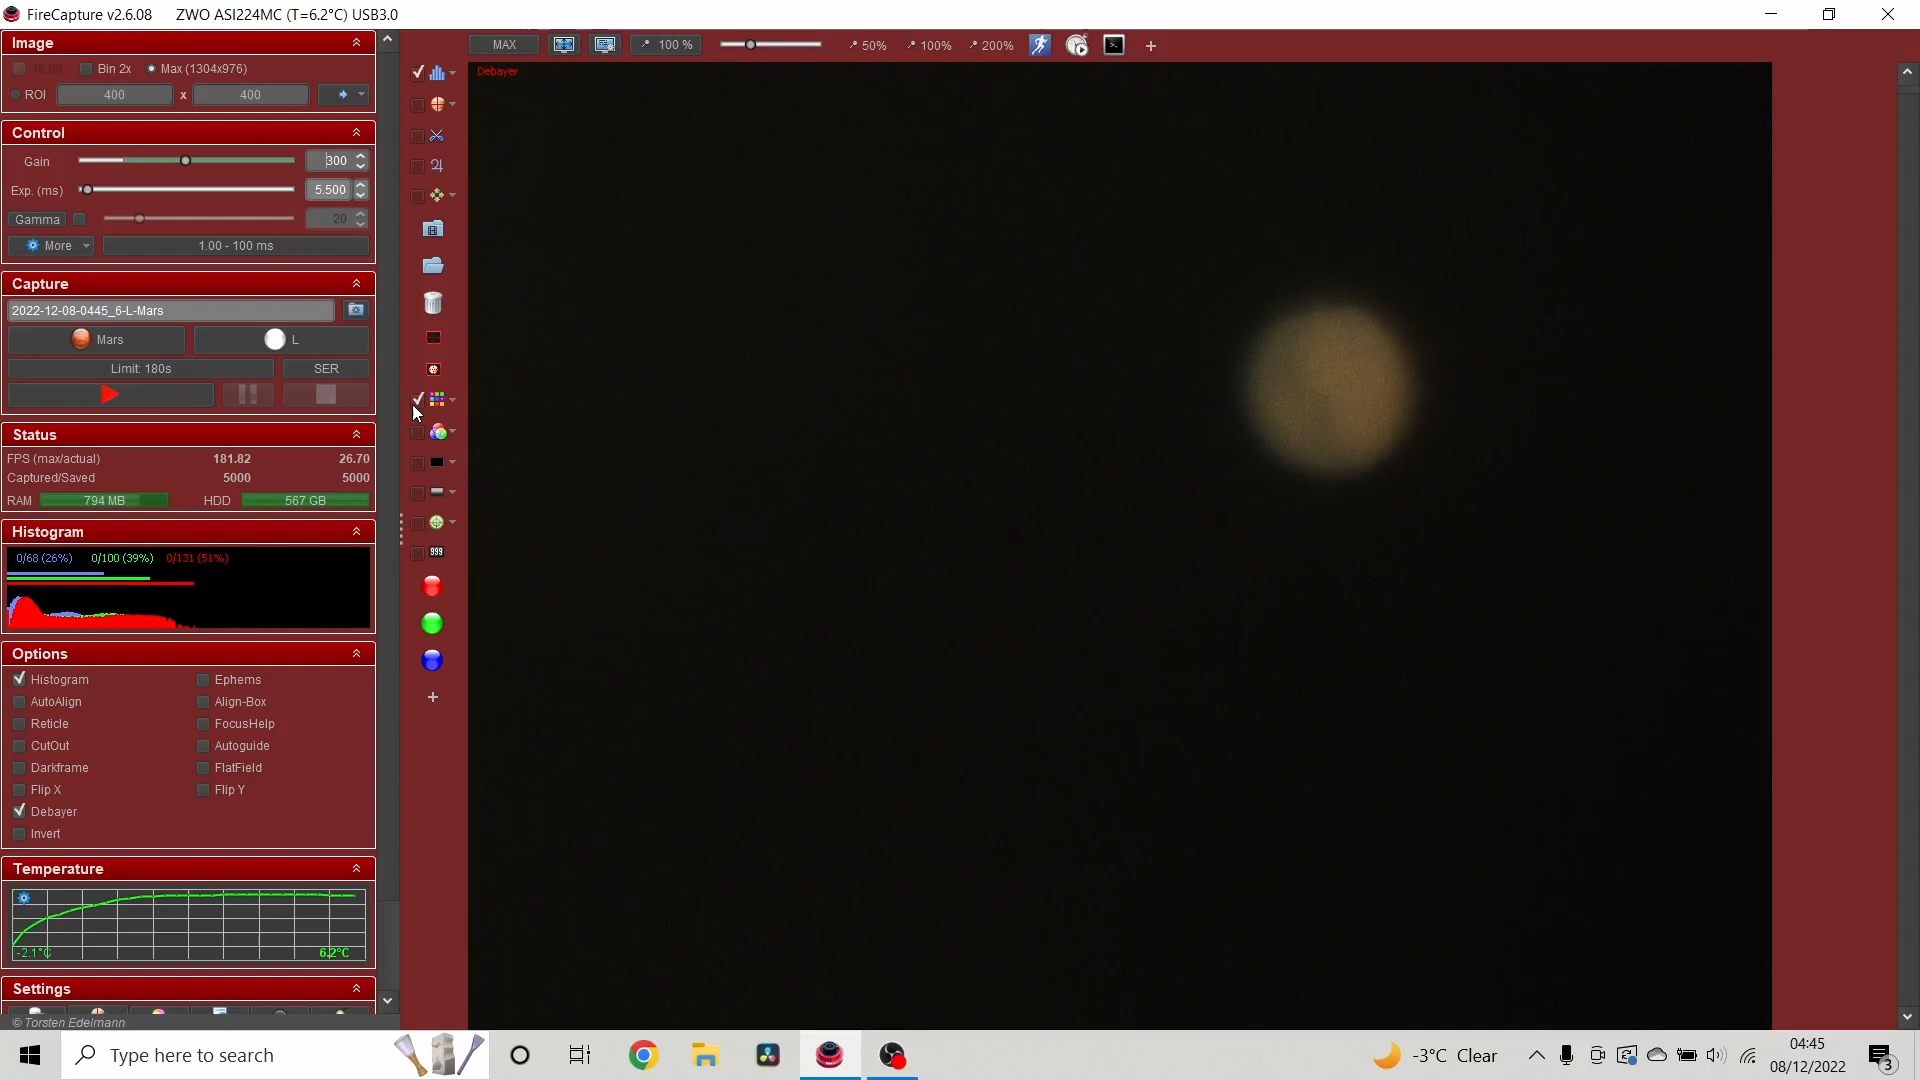 FireCapture v2.6.08 ZWO ASI224MC (T=6.2°C) USB3.0
Image
16 Bit Bin 2x Max (1304x976)
ROI 400 x 400
Control
Gain 300
Exp. (ms) 5.500
Gamma 20
More 1.00 - 100 ms
Capture
2022-12-08-0445_6-L-Mars
Mars L
Limit: 180s SER
Status
FPS (max/actual) 181.82 26.70
Captured/Saved 5000 5000
RAM 794 MB HDD 567 GB
Histogram
0/68 (26%) 0/100 (39%) 0/131 (51%)
Options
Histogram Ephems
AutoAlign Align-Box
Reticle FocusHelp
CutOut Autoguide
Darkframe FlatField
Flip X Flip Y
Debayer
Invert
Temperature
-2.1°C 6.2°C
Settings
© Torsten Edelmann
MAX 100 % 50% 100% 200%
Debayer
999
Type here to search
-3°C Clear
04:45
08/12/2022
3